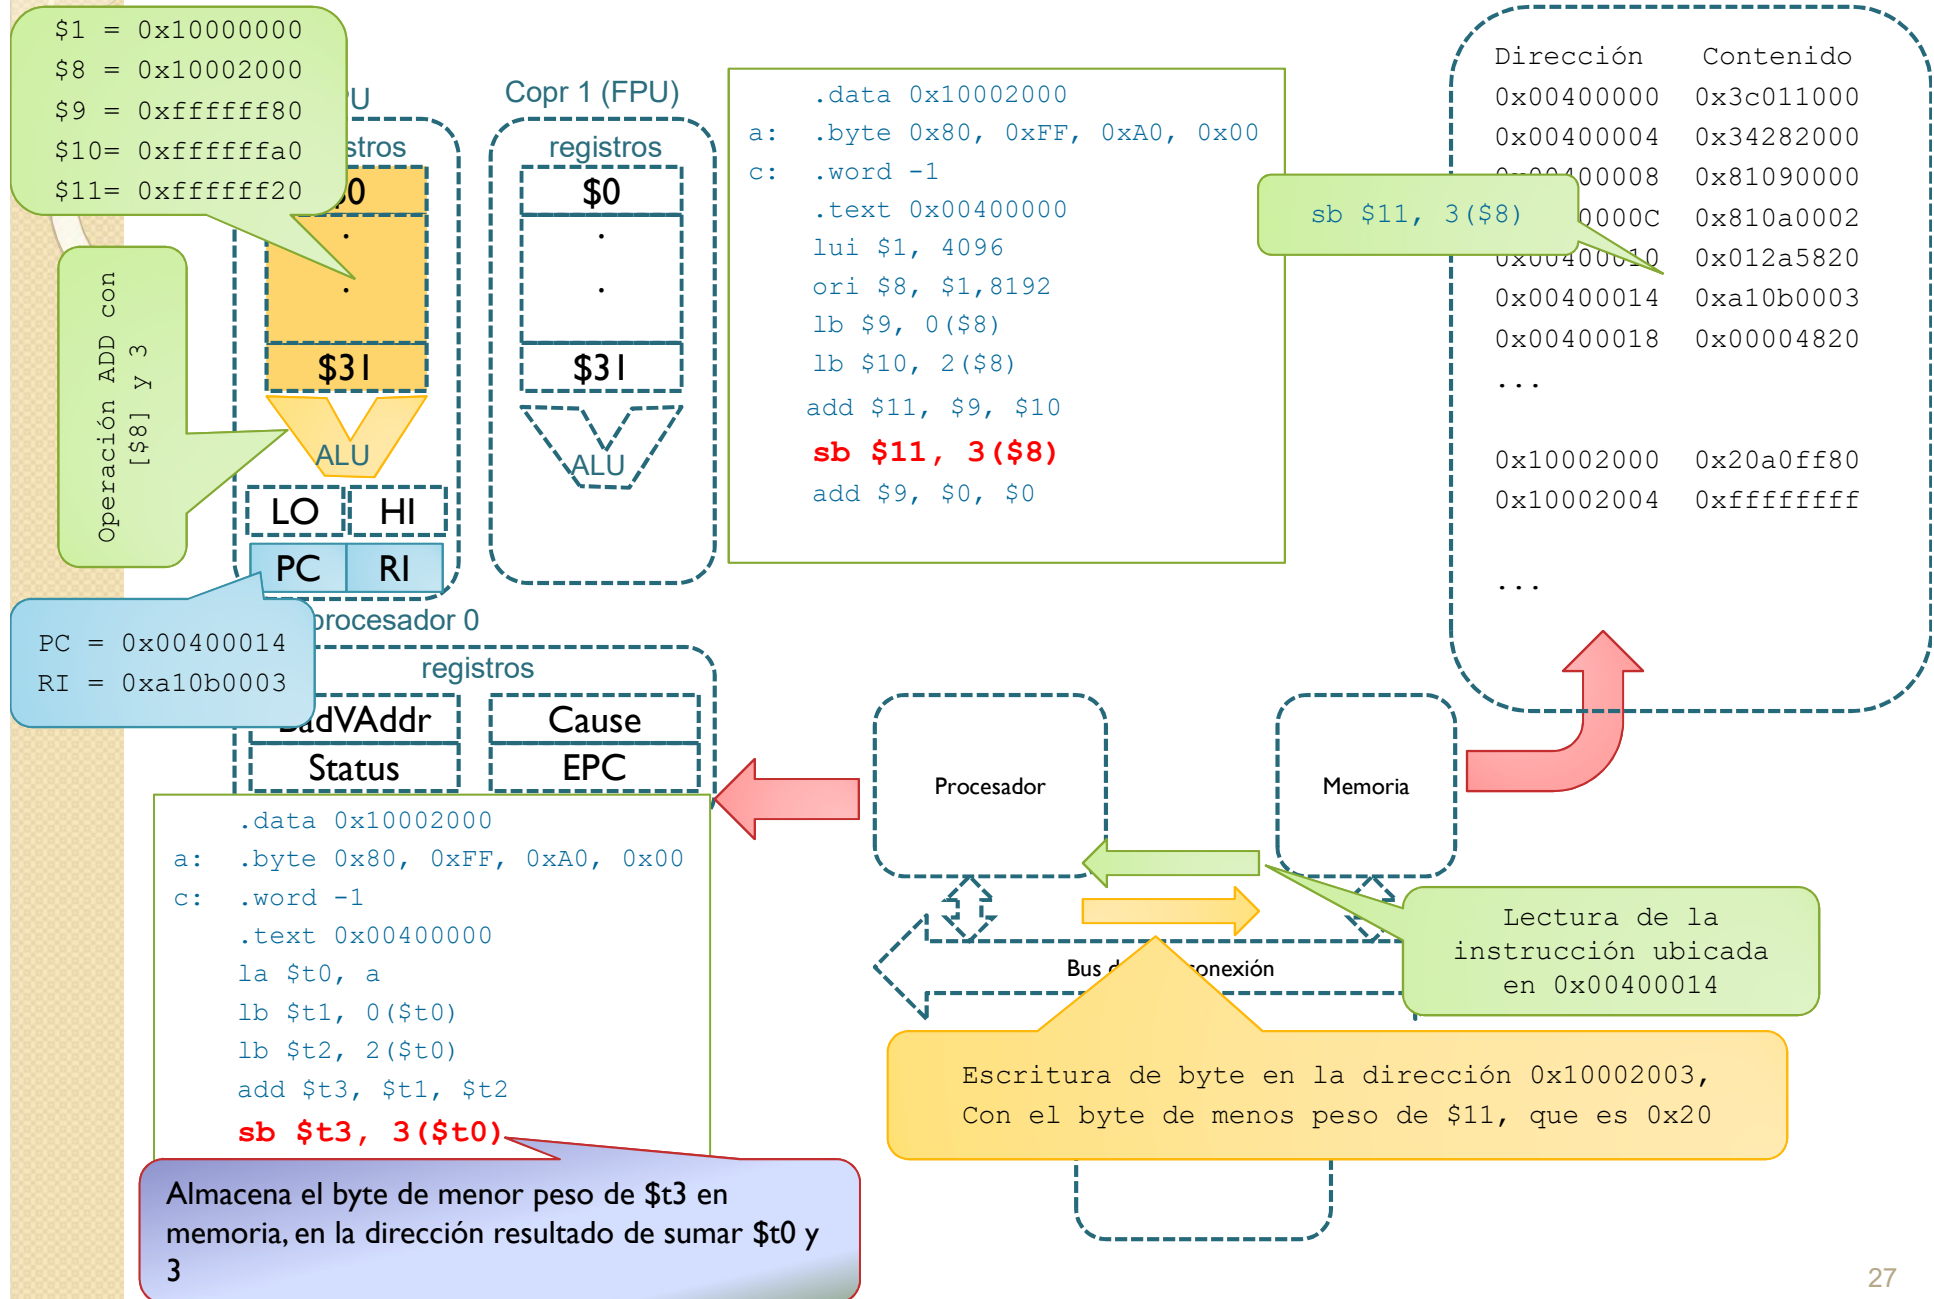 $1 = 0x10000000
$8 = 0x10002000
$9 = 0xffffff80
$10= 0xffffffa0
$11= 0xffffff20
Copr 1 (FPU)
registros
$0
.
.
$31
ALU
$31
ALU
LO HI
PC RI
Operación ADD con
[$8] y 3
PC = 0x00400014
RI = 0xa10b0003
registros
Cause
Status
EPC
.data 0x10002000
a: .byte 0x80, 0xFF, 0xA0, 0x00
c: .word -1
.text 0x00400000
lui $1, 4096
ori $8, $1,8192
lb $9, 0($8)
lb $10, 2($8)
add $11, $9, $10
sb $11, 3($8)
add $9, $0, $0
sb $11, 3($8)
Dirección Contenido
0x00400000 0x3c011000
0x00400004 0x34282000
0x00400008 0x81090000
0000C 0x810a0002
0x00400010 0x012a5820
0x00400014 0xa10b0003
0x00400018 0x00004820
...
0x10002000 0x20a0ff80
0x10002004 0xffffffff
...
.data 0x10002000
a: .byte 0x80, 0xFF, 0xA0, 0x00
c: .word -1
.text 0x00400000
la $t0, a
lb $t1, 0($t0)
lb $t2, 2($t0)
add $t3, $t1, $t2
sb $t3, 3($t0)
Almacena el byte de menor peso de $t3 en
memoria, en la dirección resultado de sumar $t0 y
3
Procesador
Memoria
Bus
Lectura de la
instrucción ubicada
en 0x00400014
Escritura de byte en la dirección 0x10002003,
Con el byte de menos peso de $11, que es 0x20
27